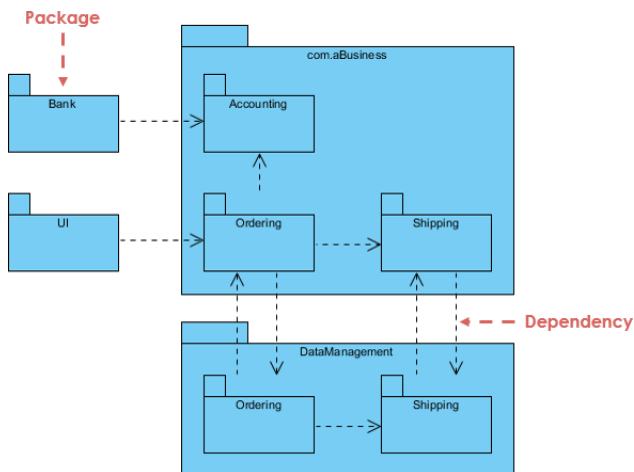 Package
com.aBusiness
Bank
Accounting
UI
Ordering
Shipping
Dependency
DataManagement
Ordering
Shipping